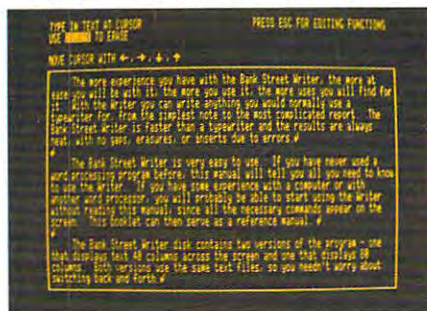 TYPE IN TEXT AT CURSOR PRESS ESC FOR EDITING FUNCTIONS
USE TO ERASE
MOVE CURSOR WITH ←, →, ↓, ↑
The more experience you have with the Bank Street Writer, the more at
ease you will be with it; the more you use it, the more uses you will find for
With the Writer you can write anything you would normally use a
typewriter for, from the simplest note to the most complicated report. The
Bank Street Writer is faster than a typewriter and the results are always
neat, with no gaps, erasures, or inserts due to errors.
The Bank Street Writer is very easy to use. If you have never used a
word processing program before, this manual will tell you all you need to know
to use the Writer. If you have some experience with a computer or with
another word processor, you will probably be able to start using the Writer
without reading this manual, since all the necessary commands appear on the
screen. This booklet can then serve as a reference manual.
The Bank Street Writer disk contains two versions of the program - one
that displays text 40 columns across the screen and one that displays 80
columns. Both versions use the same text files, so you needn't worry about
switching back and forth.